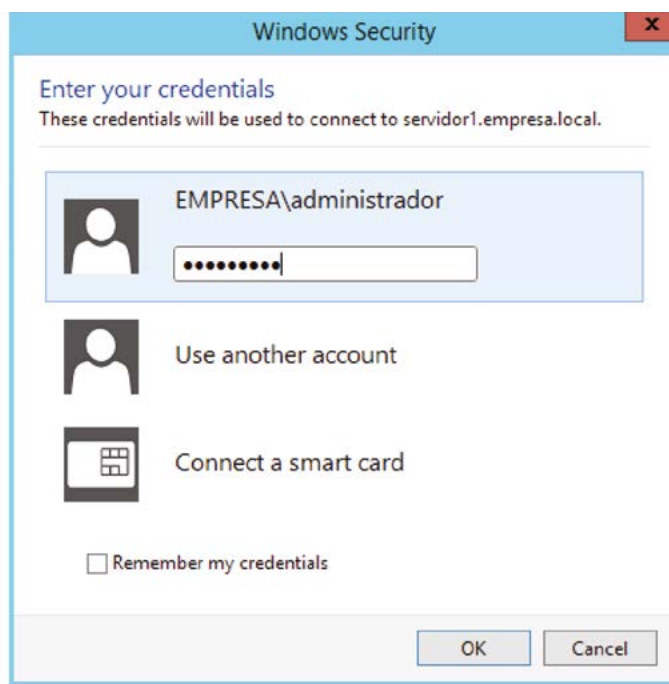 Windows Security
x
Enter your credentials
These credentials will be used to connect to servidor1.empresa.local.
EMPRESA\administrador
●●●●●●●●●
Use another account
Connect a smart card
Remember my credentials
OK
Cancel